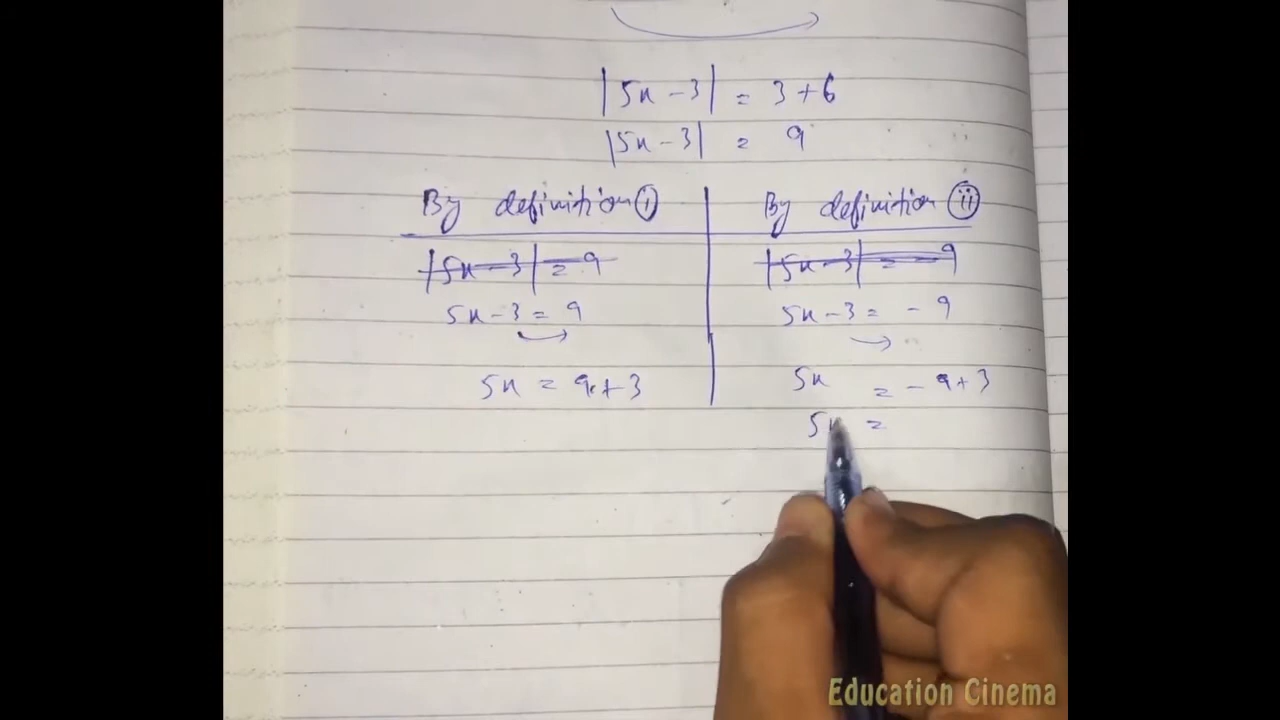 |5x - 3| = 3 + 6
|5x - 3| = 9
By definition (i)
By definition (ii)
|5x - 3| = 9
|5x - 3| = - 9
5x - 3 = 9
5x - 3 = - 9
5x = 9 + 3
5x = - 9 + 3
5x =
Education Cinema